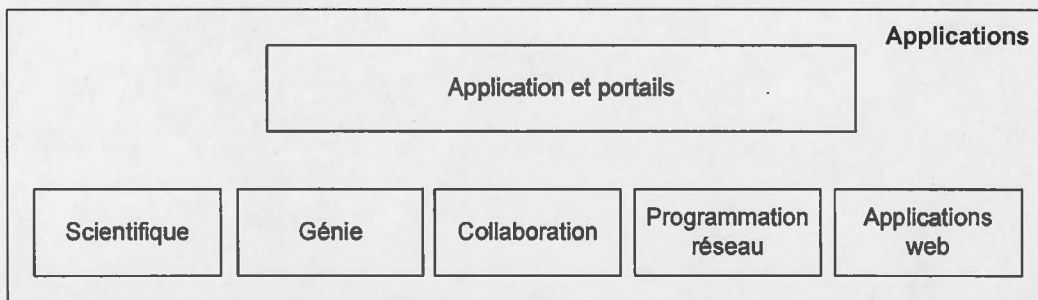 Applications
Application et portails
Scientifique
Génie
Collaboration
Programmation
réseau
Applications
web